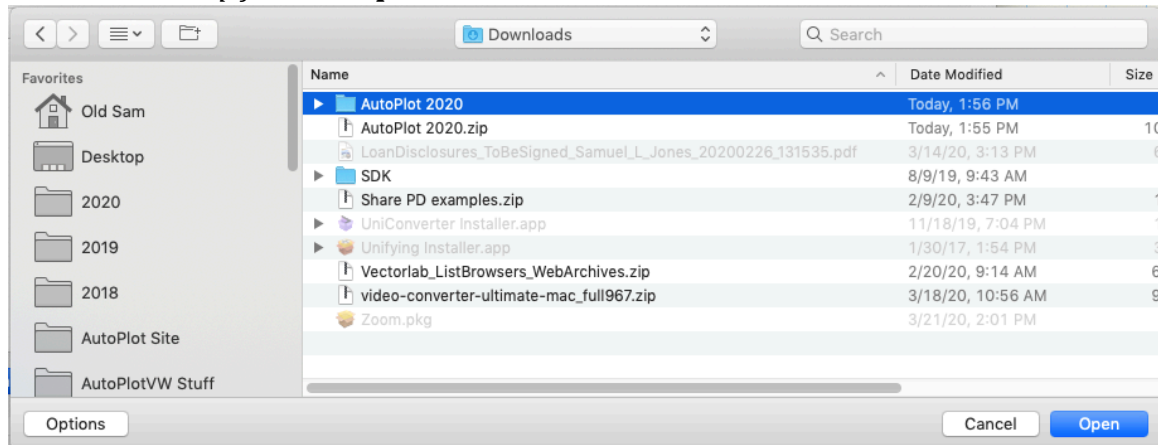 Downloads
Search
Favorites
Old Sam
Desktop
2020
2019
2018
AutoPlot Site
AutoPlotVW Stuff
Name Date Modified Size
AutoPlot 2020 Today, 1:56 PM
AutoPlot 2020.zip Today, 1:55 PM
LoanDisclosures_ToBeSigned_Samuel_L_Jones_20200226_131535.pdf 3/14/20, 3:13 PM
SDK 8/9/19, 9:43 AM
Share PD examples.zip 2/9/20, 3:47 PM
UniConverter Installer.app 11/18/19, 7:04 PM
Unifying Installer.app 1/30/17, 1:54 PM
Vectorlab_ListBrowsers_WebArchives.zip 2/20/20, 9:14 AM
video-converter-ultimate-mac_full967.zip 3/18/20, 10:56 AM
Zoom.pkg 3/21/20, 2:01 PM
Options Cancel Open